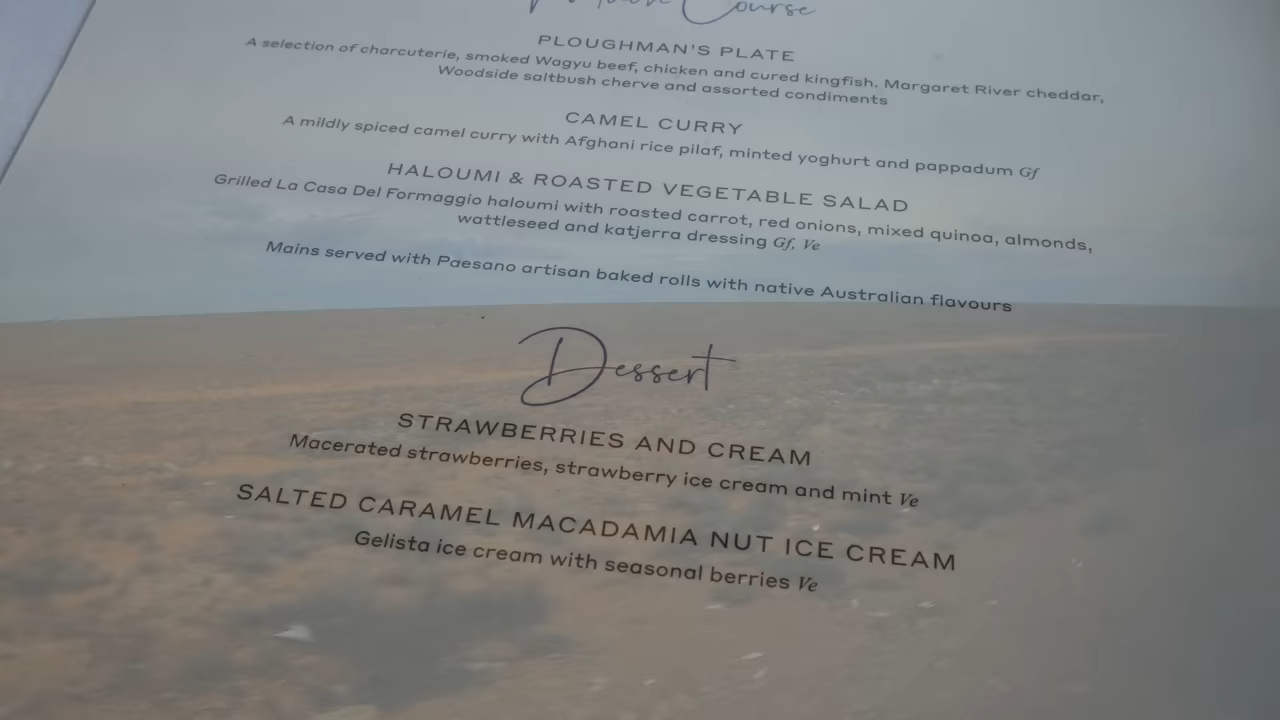 Course
PLOUGHMAN'S PLATE
A selection of charcuterie, smoked Wagyu beef, chicken and cured kingfish. Margaret River cheddar,
Woodside saltbush cherve and assorted condiments
CAMEL CURRY
A mildly spiced camel curry with Afghani rice pilaf, minted yoghurt and pappadum Gf
HALOUMI & ROASTED VEGETABLE SALAD
Grilled La Casa Del Formaggio haloumi with roasted carrot, red onions, mixed quinoa, almonds,
wattleseed and katjerra dressing Gf, Ve
Mains served with Paesano artisan baked rolls with native Australian flavours
Dessert
STRAWBERRIES AND CREAM
Macerated strawberries, strawberry ice cream and mint Ve
SALTED CARAMEL MACADAMIA NUT ICE CREAM
Gelista ice cream with seasonal berries Ve